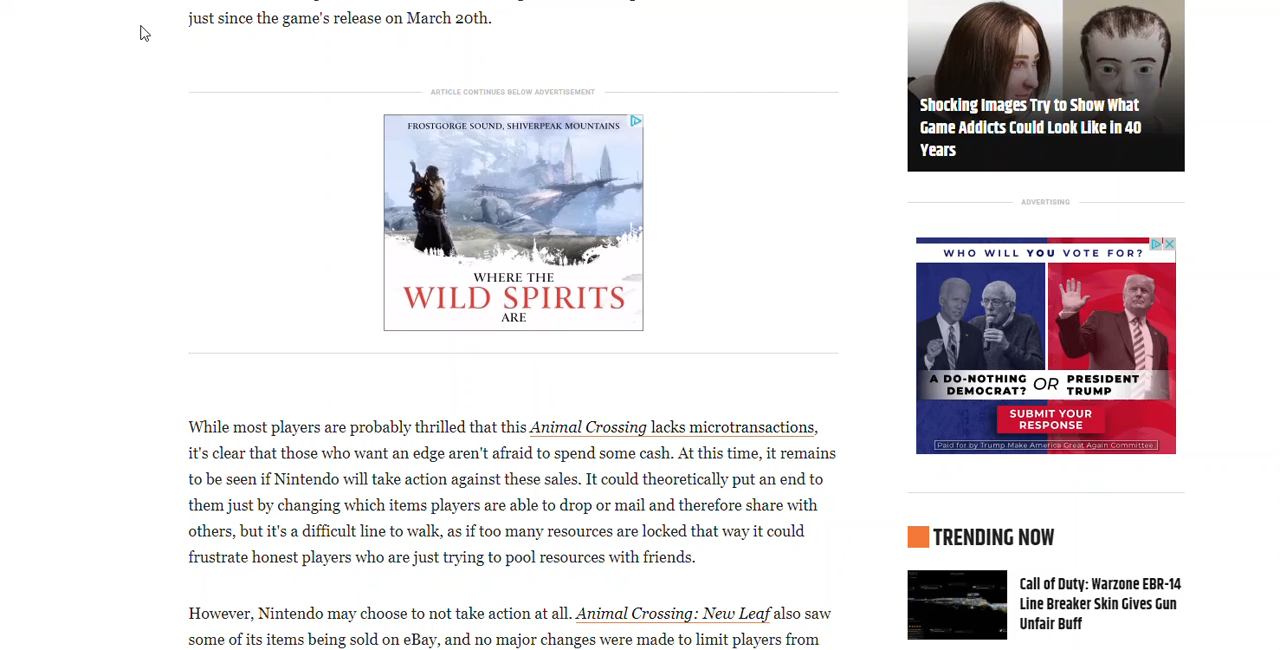 just since the game's release on March 20th.
ARTICLE CONTINUES BELOW ADVERTISEMENT
FROSTGORGE SOUND, SHIVERPEAK MOUNTAINS
WHERE THE
WILD SPIRITS
ARE
While most players are probably thrilled that this Animal Crossing lacks microtransactions,
it's clear that those who want an edge aren't afraid to spend some cash. At this time, it remains
to be seen if Nintendo will take action against these sales. It could theoretically put an end to
them just by changing which items players are able to drop or mail and therefore share with
others, but it's a difficult line to walk, as if too many resources are locked that way it could
frustrate honest players who are just trying to pool resources with friends.
However, Nintendo may choose to not take action at all. Animal Crossing: New Leaf also saw
some of its items being sold on eBay, and no major changes were made to limit players from
Shocking Images Try to Show What
Game Addicts Could Look Like in 40
Years
ADVERTISING
WHO WILL YOU VOTE FOR?
A DO-NOTHING
DEMOCRAT?
OR
PRESIDENT
TRUMP
SUBMIT YOUR
RESPONSE
Paid for by Trump Make America Great Again Committee.
TRENDING NOW
Call of Duty: Warzone EBR-14
Line Breaker Skin Gives Gun
Unfair Buff